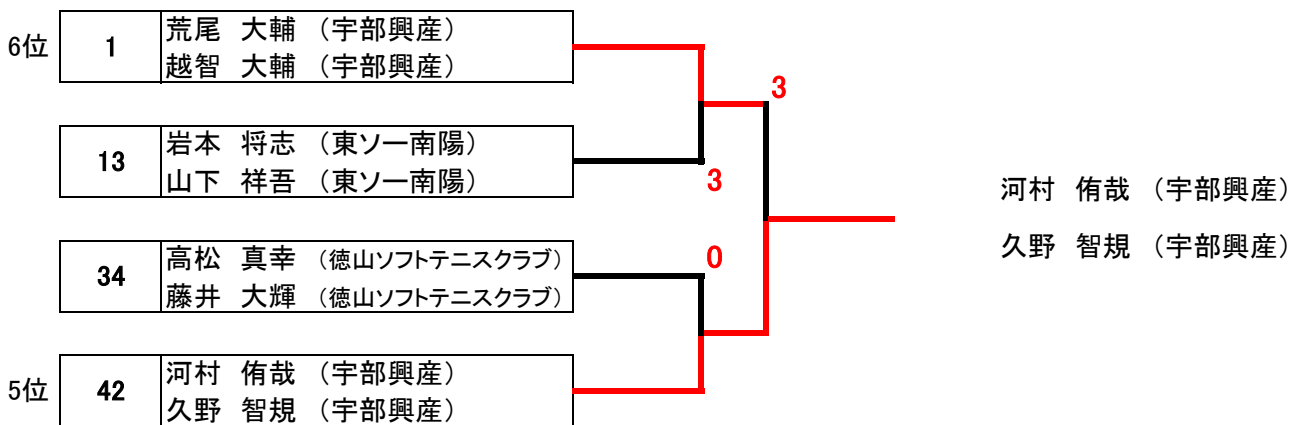 6位 1 荒尾 大輔 (宇部興産)
越智 大輔 (宇部興産)
3
13 岩本 将志 (東ソー南陽)
山下 祥吾 (東ソー南陽)
3
河村 侑哉 (宇部興産)
久野 智規 (宇部興産)
34 高松 真幸 (徳山ソフトテニスクラブ)
藤井 大輝 (徳山ソフトテニスクラブ)
0
5位 42 河村 侑哉 (宇部興産)
久野 智規 (宇部興産)